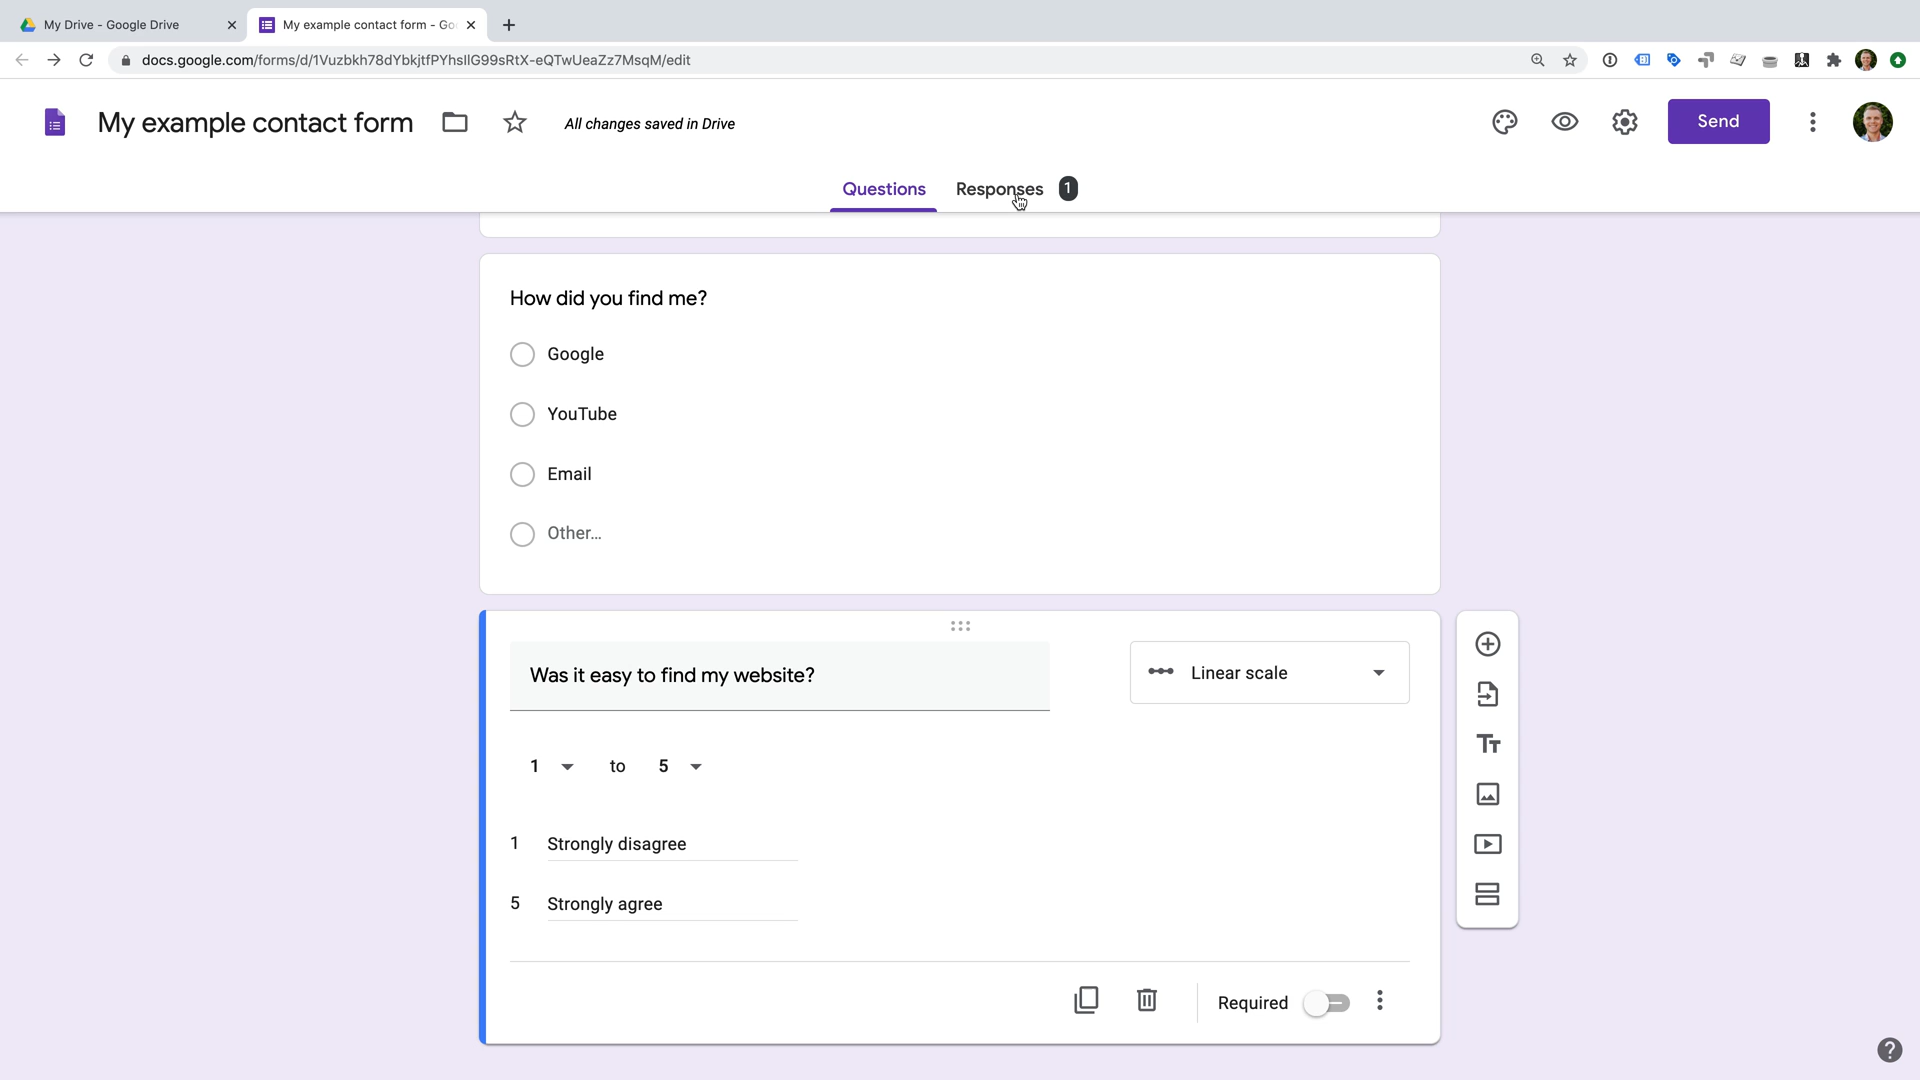 My Drive - Google Drive
My example contact form - Go
docs.google.com/forms/d/1Vuzbkh78dYbkjtfPYhsIlG99sRtX-eQTwUeaZz7MsqM/edit
My example contact form
All changes saved in Drive
Send
Questions
Responses 1
How did you find me?
Google
YouTube
Email
Other...
Was it easy to find my website?
Linear scale
1 to 5
1 Strongly disagree
5 Strongly agree
Required